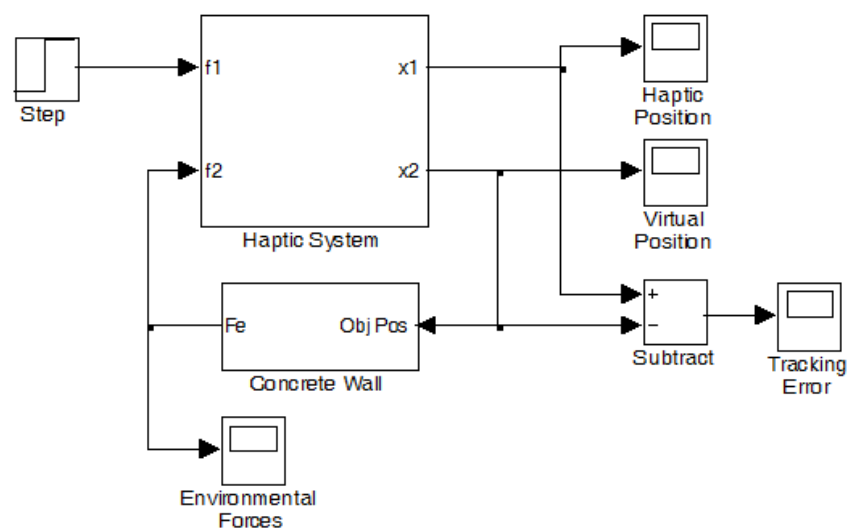 Step
f1
f2
x1
x2
Haptic System
Haptic
Position
Virtual
Position
Fe
Obj Pos
Concrete Wall
+
−
Subtract
Tracking
Error
Environmental
Forces